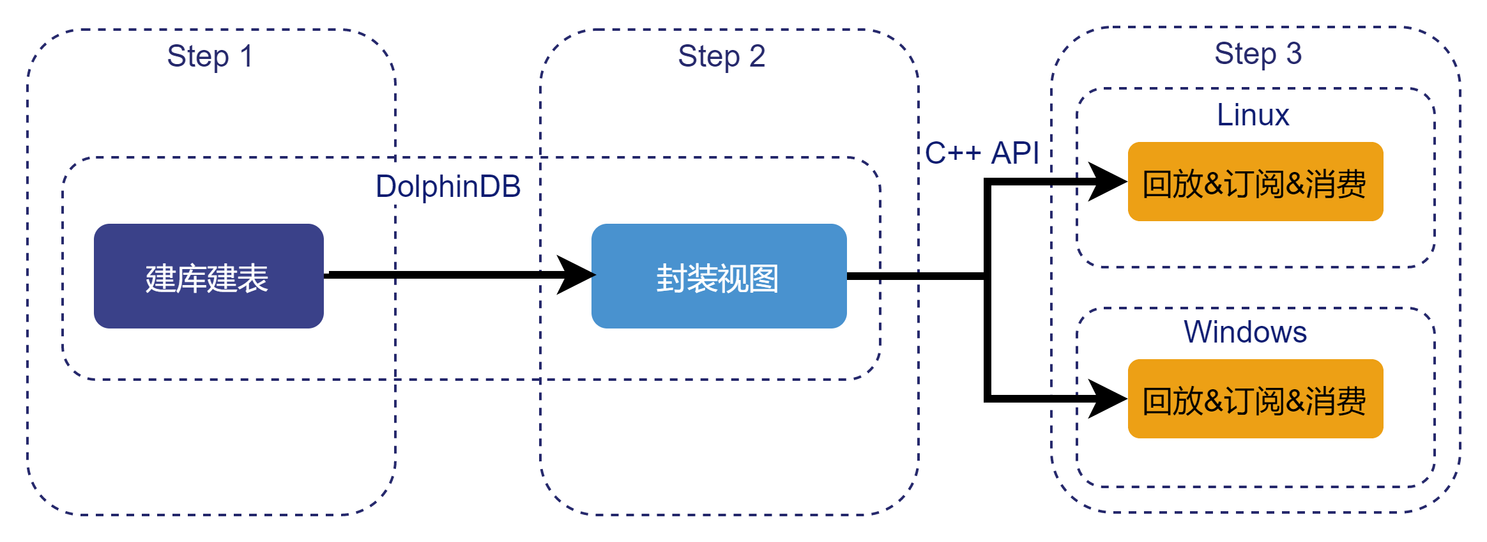 Step 1
Step 2
Step 3
DolphinDB
建库建表
封装视图
C++ API
Linux
回放&订阅&消费
Windows
回放&订阅&消费